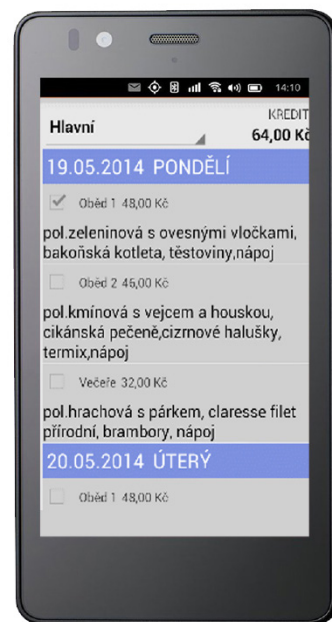 14:10
Hlavní
KREDIT
64,00 Kč
19.05.2014 PONDĚLÍ
Oběd 1 48,00 Kč
pol.zeleninová s ovesnými vločkami,
bakoňská kotleta, těstoviny,nápoj
Oběd 2 46,00 Kč
pol.kmínová s vejcem a houskou,
cikánská pečeně,cizrnové halušky,
termix,nápoj
Večeře 32,00 Kč
pol.hrachová s párkem, claresse filet
přírodní, brambory, nápoj
20.05.2014 ÚTERÝ
Oběd 1 48,00 Kč